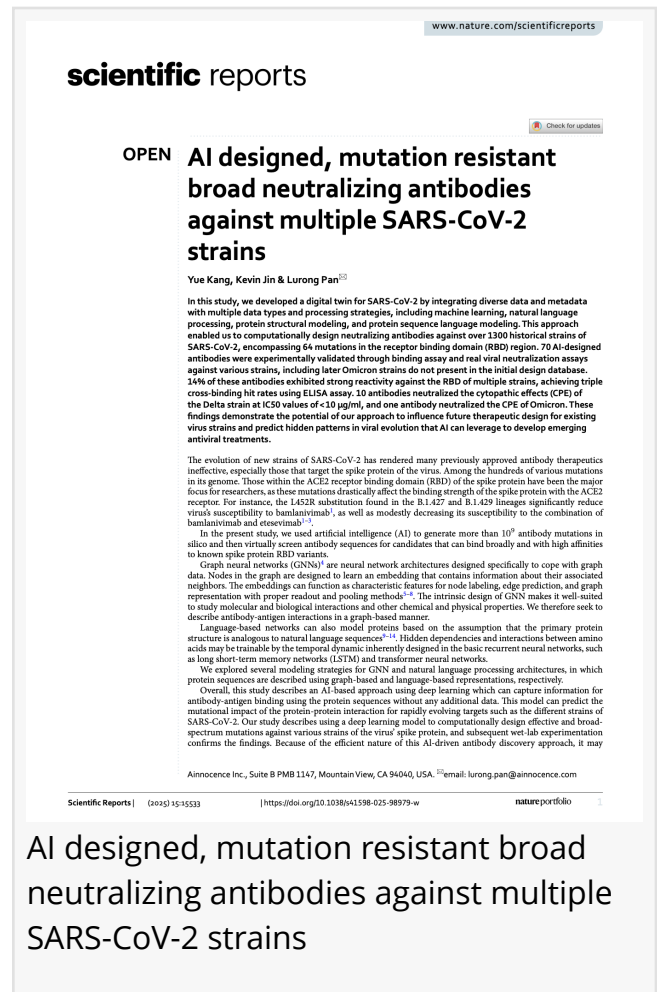 www.nature.com/scientificreports
scientific reports
Check for updates
OPEN
AI designed, mutation resistant
broad neutralizing antibodies
against multiple SARS-CoV-2
strains
Yue Kang, Kevin Jin & Lurong Pan✉
In this study, we developed a digital twin for SARS-CoV-2 by integrating diverse data and metadata
with multiple data types and processing strategies, including machine learning, natural language
processing, protein structural modeling, and protein sequence language modeling. This approach
enabled us to computationally design neutralizing antibodies against over 1300 historical strains of
SARS-CoV-2, encompassing 64 mutations in the receptor binding domain (RBD) region. 70 AI-designed
antibodies were experimentally validated through binding assay and real viral neutralization assays
against various strains, including later Omicron strains do not present in the initial design database.
14% of these antibodies exhibited strong reactivity against the RBD of multiple strains, achieving triple
cross-binding hit rates using ELISA assay. 10 antibodies neutralized the cytopathic effects (CPE) of
the Delta strain at IC50 values of <10 µg/ml, and one antibody neutralized the CPE of Omicron. These
findings demonstrate the potential of our approach to influence future therapeutic design for existing
virus strains and predict hidden patterns in viral evolution that AI can leverage to develop emerging
antiviral treatments.
The evolution of new strains of SARS-CoV-2 has rendered many previously approved antibody therapeutics
ineffective, especially those that target the spike protein of the virus. Among the hundreds of various mutations
in its genome. Those within the ACE2 receptor binding domain (RBD) of the spike protein have been the major
focus for researchers, as these mutations drastically affect the binding strength of the spike protein with the ACE2
receptor. For instance, the L452R substitution found in the B.1.427 and B.1.429 lineages significantly reduce
virus's susceptibility to bamlanivimab¹, as well as modestly decreasing its susceptibility to the combination of
bamlanivimab and etesevimab¹⁻³.
In the present study, we used artificial intelligence (AI) to generate more than 10⁹ antibody mutations in
silico and then virtually screen antibody sequences for candidates that can bind broadly and with high affinities
to known spike protein RBD variants.
Graph neural networks (GNNs)⁴ are neural network architectures designed specifically to cope with graph
data. Nodes in the graph are designed to learn an embedding that contains information about their associated
neighbors. The embeddings can function as characteristic features for node labeling, edge prediction, and graph
representation with proper readout and pooling methods⁵⁻⁸. The intrinsic design of GNN makes it well-suited
to study molecular and biological interactions and other chemical and physical properties. We therefore seek to
describe antibody-antigen interactions in a graph-based manner.
Language-based networks can also model proteins based on the assumption that the primary protein
structure is analogous to natural language sequences⁹⁻¹⁴. Hidden dependencies and interactions between amino
acids may be trainable by the temporal dynamic inherently designed in the basic recurrent neural networks, such
as long short-term memory networks (LSTM) and transformer neural networks.
We explored several modeling strategies for GNN and natural language processing architectures, in which
protein sequences are described using graph-based and language-based representations, respectively.
Overall, this study describes an AI-based approach using deep learning which can capture information for
antibody-antigen binding using the protein sequences without any additional data. This model can predict the
mutational impact of the protein-protein interaction for rapidly evolving targets such as the different strains of
SARS-CoV-2. Our study describes using a deep learning model to computationally design effective and broad-
spectrum mutations against various strains of the virus' spike protein, and subsequent wet-lab experimentation
confirms the findings. Because of the efficient nature of this AI-driven antibody discovery approach, it may
Ainnocence Inc., Suite B PMB 1147, Mountain View, CA 94040, USA. ✉email: lurong.pan@ainnocence.com
Scientific Reports | (2025) 15:15533 | https://doi.org/10.1038/s41598-025-98979-w nature portfolio 1
AI designed, mutation resistant broad
neutralizing antibodies against multiple
SARS-CoV-2 strains